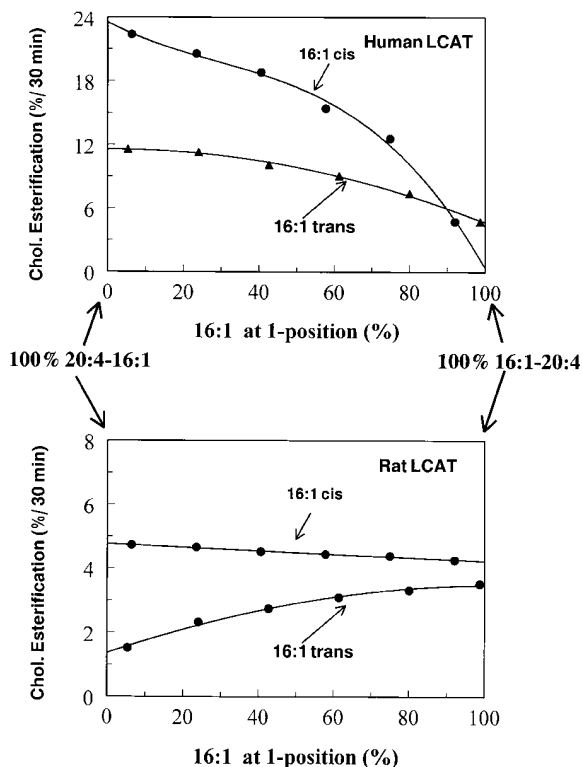 24
Human LCAT
16:1 cis
18
12
6
16:1 trans
0
Chol. Esterification (%/ 30 min)
0 20 40 60 80 100
16:1 at 1-position (%)
100% 20:4-16:1
100% 16:1-20:4
8
Rat LCAT
6
16:1 cis
4
2
16:1 trans
0
Chol. Esterification (%/30 min)
0 20 40 60 80 100
16:1 at 1-position (%)